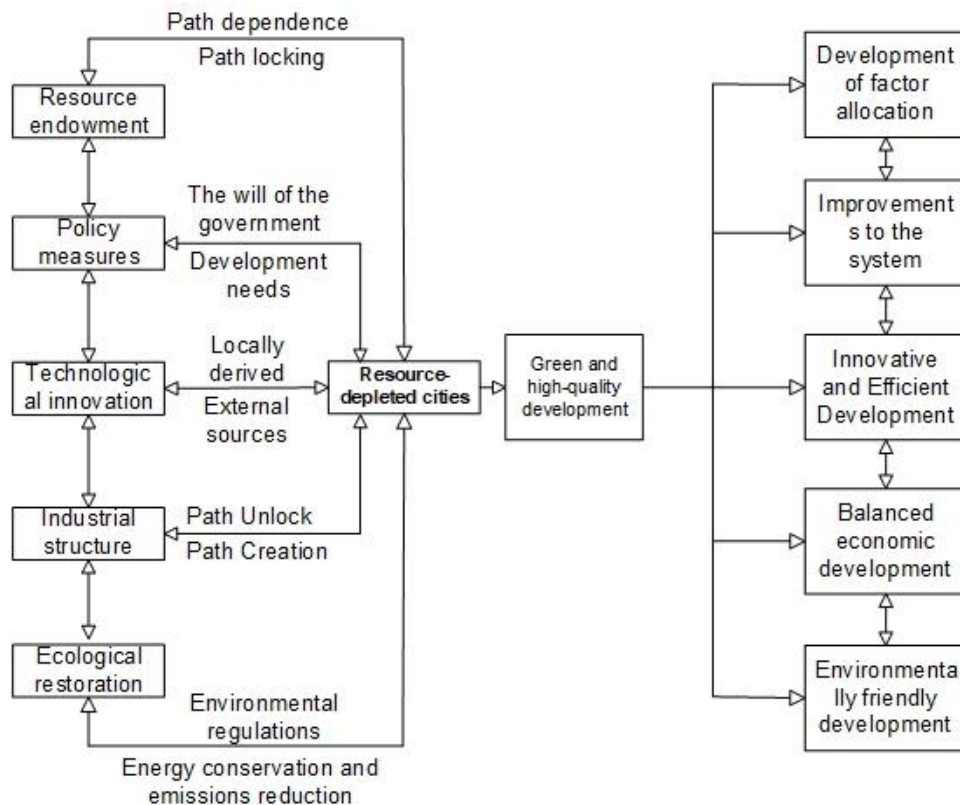 Path dependence
Path locking
Resource
endowment
The will of the
government
Policy
measures
Development
needs
Locally
derived
Technologic
al innovation
External
sources
Resource-
depleted cities
Path Unlock
Industrial
structure
Path Creation
Ecological
restoration
Environmental
regulations
Energy conservation and
emissions reduction
Green and
high-quality
development
Development
of factor
allocation
Improvement
s to the
system
Innovative
and Efficient
Development
Balanced
economic
development
Environmenta
lly friendly
development